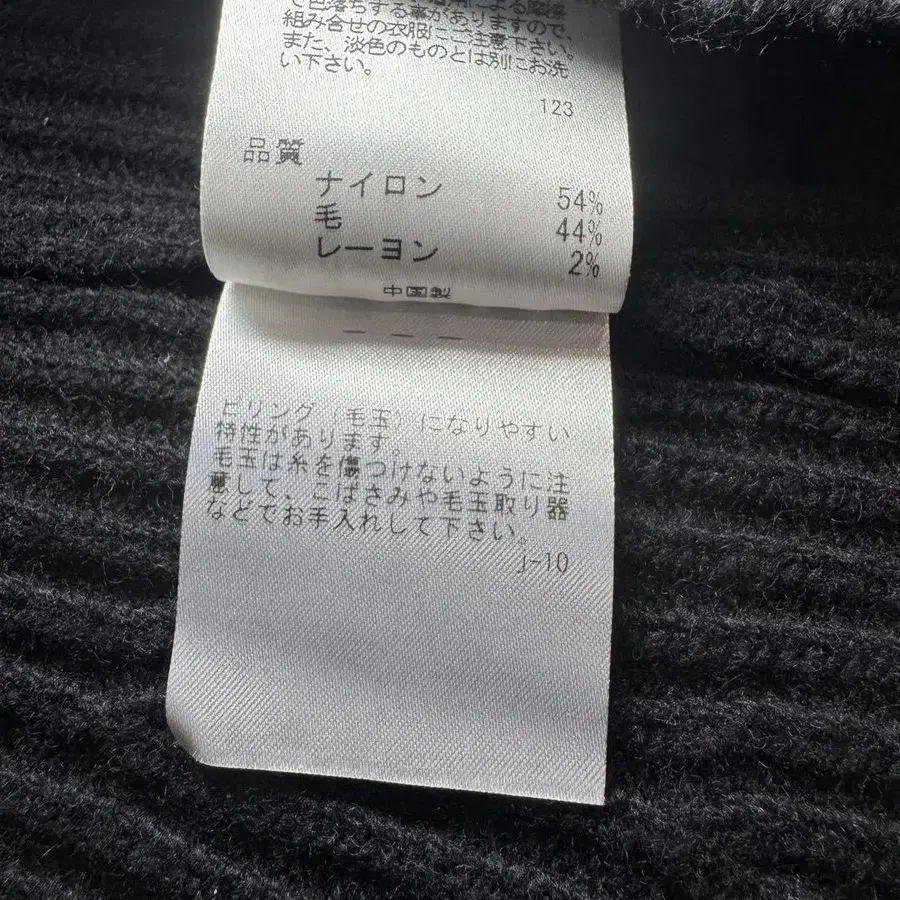 で色落ちする事がありますので、
組み合せの衣服にご注意下さい。
また、淡色のものとは別にお洗
い下さい。
123
品質
ナイロン 54%
毛 44%
レーヨン 2%
中国製
ピリング（毛玉）になりやすい
特性があります。
毛玉は糸を傷つけないように注
意して、こばさみや毛玉取り器
などでお手入れして下さい。
j-10